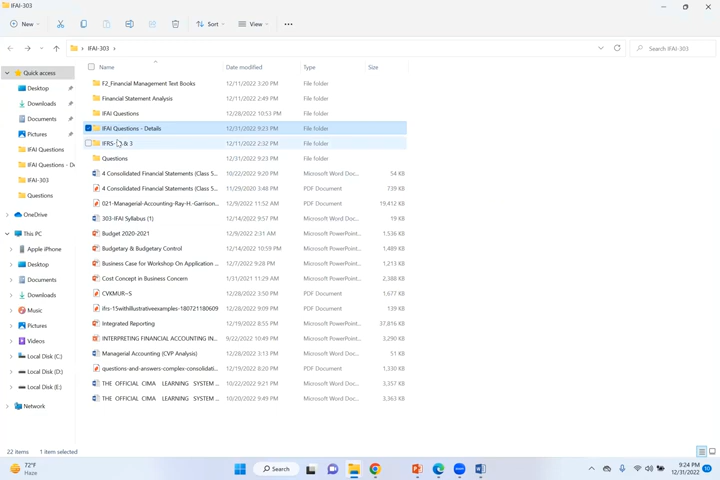 IFAI-303
New
Sort
View
IFAI-303
Search IFAI-303
Name Date modified Type Size
Quick access
Desktop
Downloads
Documents
Pictures
IFAI Questions
IFAI Questions - De
IFAI-303
Questions
OneDrive
This PC
Apple iPhone
Desktop
Documents
Downloads
Music
Pictures
Videos
Local Disk (C:)
Local Disk (D:)
Local Disk (E:)
Network
F2_Financial Management Text Books 12/11/2022 3:20 PM File folder
Financial Statement Analysis 12/11/2022 2:49 PM File folder
IFAI Questions 12/28/2022 10:53 PM File folder
IFAI Questions - Details 12/31/2022 9:23 PM File folder
& 3 12/11/2022 2:32 PM File folder
Questions 12/31/2022 9:23 PM File folder
4 Consolidated Financial Statements (Class 5... 10/22/2022 9:20 PM Microsoft Word Doc... 54 KB
4 Consolidated Financial Statements (Class 5... 11/29/2020 3:48 PM PDF Document 739 KB
021-Managerial-Accounting-Ray-H.-Garrison... 12/9/2022 11:52 AM PDF Document 19,412 KB
303-IFAI Syllabus (1) 12/14/2022 9:57 PM Microsoft Word Doc... 19 KB
Budget 2020-2021 12/9/2022 2:31 AM Microsoft PowerPoint... 1,536 KB
Budgetary & Budgetary Control 12/14/2022 10:59 PM Microsoft PowerPoint... 1,489 KB
Business Case for Workshop On Application ... 12/7/2022 9:28 PM Microsoft PowerPoint... 1,213 KB
Cost Concept in Business Concern 1/31/2021 11:29 AM Microsoft PowerPoint... 2,388 KB
CVKMUR~S 12/28/2022 3:50 PM PDF Document 1,677 KB
ifrs-15withillustrativeexamples-180721180609 12/28/2022 9:09 PM PDF Document 139 KB
Integrated Reporting 12/19/2022 8:55 PM Microsoft PowerPoint... 37,816 KB
INTERPRETING FINANCIAL ACCOUNTING IN... 9/22/2022 10:49 PM Microsoft PowerPoint... 3,290 KB
Managerial Accounting (CVP Analysis) 12/28/2022 3:13 PM Microsoft Word Doc... 51 KB
questions-and-answers-complex-consolidati... 12/19/2022 8:20 PM PDF Document 1,330 KB
THE OFFICIAL CIMA LEARNING SYSTEM ... 10/22/2022 9:21 PM Microsoft Word Doc... 3,357 KB
THE OFFICIAL CIMA LEARNING SYSTEM ... 10/20/2022 9:49 PM Microsoft Word Doc... 3,363 KB
22 items 1 item selected
72°F
Haze
Search
9:24 PM
12/31/2022
10